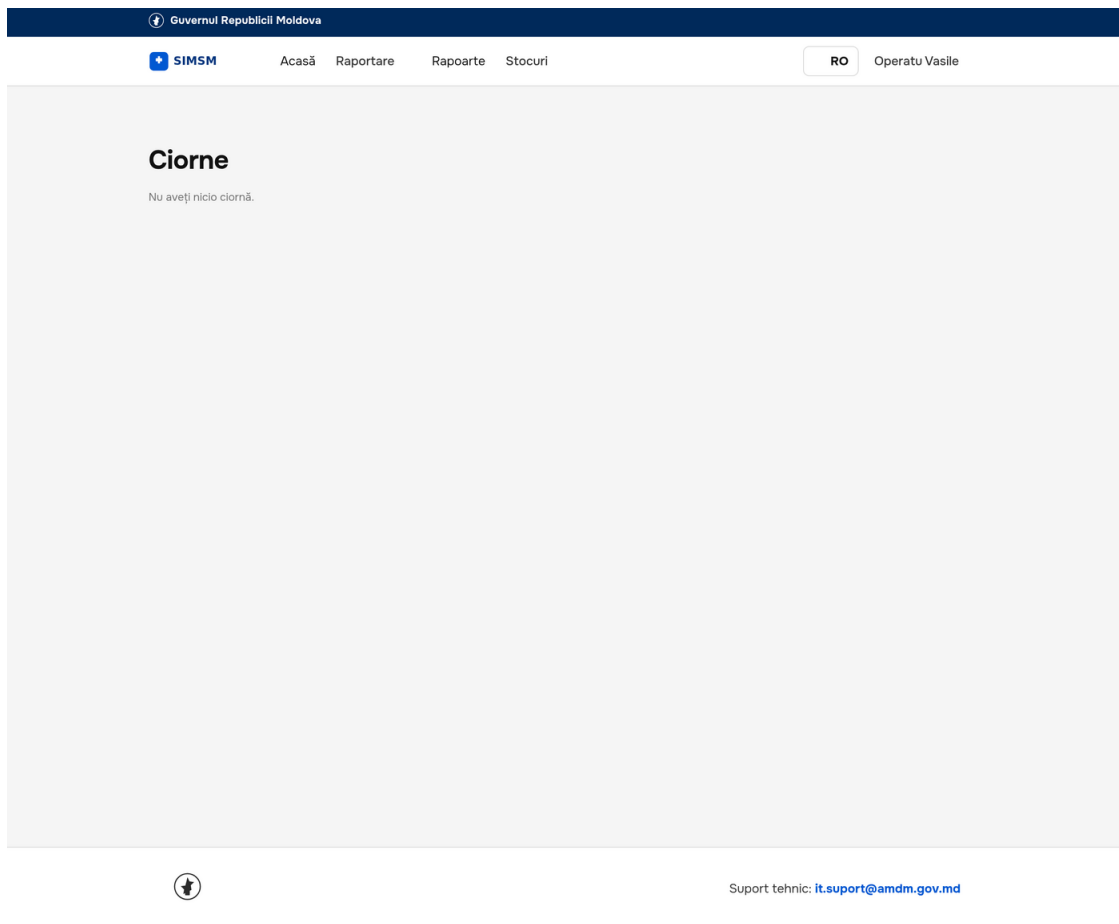 Guvernul Republicii Moldova
SIMSM Acasă Raportare Rapoarte Stocuri RO Operatu Vasile
Ciorne
Nu aveți nicio ciornă.
Suport tehnic: it.suport@amdm.gov.md